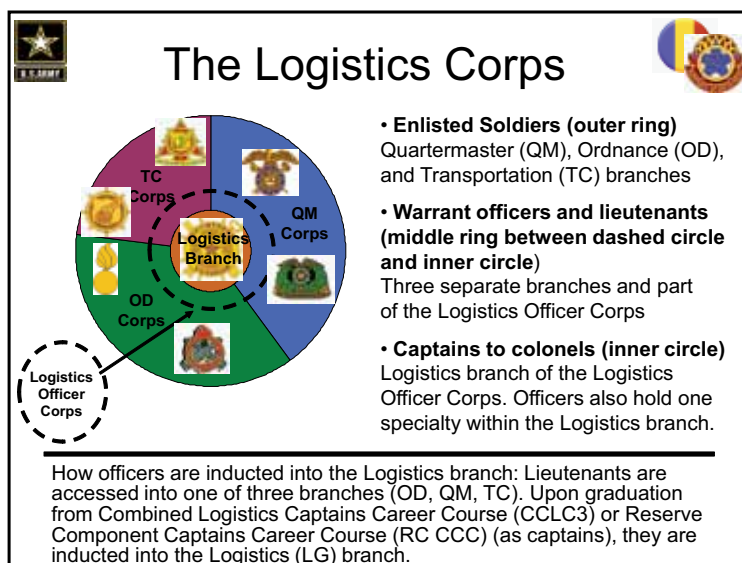 U.S.ARMY
The Logistics Corps
TC
Corps
QM
Corps
Logistics
Branch
OD
Corps
Logistics
Officer
Corps
• Enlisted Soldiers (outer ring)
Quartermaster (QM), Ordnance (OD),
and Transportation (TC) branches
• Warrant officers and lieutenants
(middle ring between dashed circle
and inner circle)
Three separate branches and part
of the Logistics Officer Corps
• Captains to colonels (inner circle)
Logistics branch of the Logistics
Officer Corps. Officers also hold one
specialty within the Logistics branch.
How officers are inducted into the Logistics branch: Lieutenants are
accessed into one of three branches (OD, QM, TC). Upon graduation
from Combined Logistics Captains Career Course (CCLC3) or Reserve
Component Captains Career Course (RC CCC) (as captains), they are
inducted into the Logistics (LG) branch.